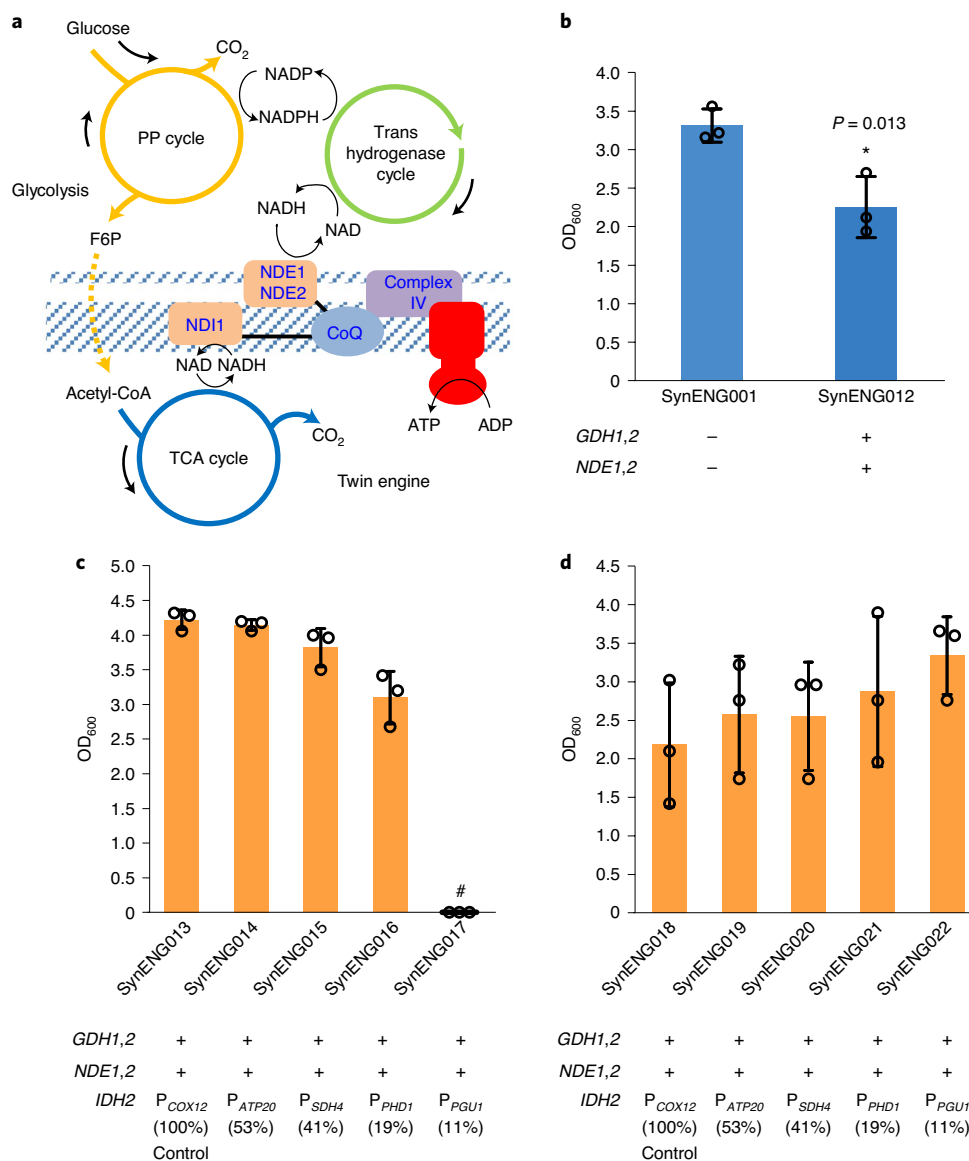 a
Glucose
CO2
NADP
NADPH
PP cycle
Trans
hydrogenase
cycle
Glycolysis
NADH
NAD
F6P
NDE1
NDE2
Complex
IV
NDI1
CoQ
NAD NADH
Acetyl-CoA
ATP
ADP
CO2
TCA cycle
Twin engine
b
4.0
3.5
3.0
2.5
2.0
1.5
1.0
0.5
0
OD600
P = 0.013
*
SynENG001 SynENG012
GDH1,2 – +
NDE1,2 – +
c
5.0
4.5
4.0
3.5
3.0
2.5
2.0
1.5
1.0
0.5
0
OD600
#
SynENG013 SynENG014 SynENG015 SynENG016 SynENG017
GDH1,2 + + + + +
NDE1,2 + + + + +
IDH2 PCOX12 PATP20 PSDH4 PPHD1 PPGU1
(100%) (53%) (41%) (19%) (11%)
Control
d
4.5
4.0
3.5
3.0
2.5
2.0
1.5
1.0
0.5
0
OD600
SynENG018 SynENG019 SynENG020 SynENG021 SynENG022
GDH1,2 + + + + +
NDE1,2 + + + + +
IDH2 PCOX12 PATP20 PSDH4 PPHD1 PPGU1
(100%) (53%) (41%) (19%) (11%)
Control